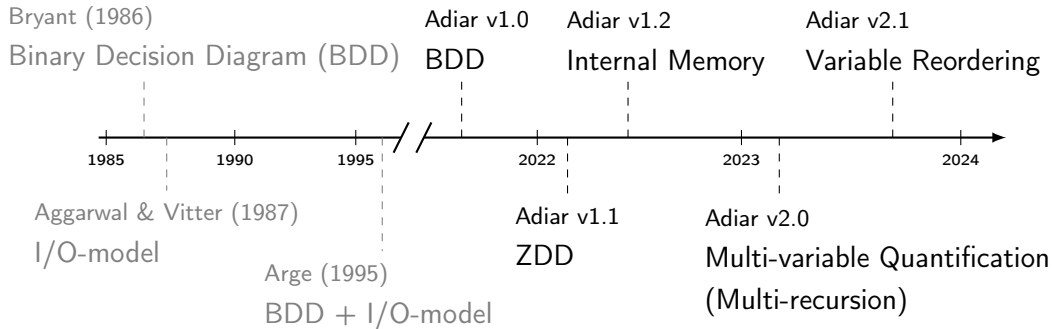 Bryant (1986)
Binary Decision Diagram (BDD)
Adiar v1.0
BDD
Adiar v1.2
Internal Memory
Adiar v2.1
Variable Reordering
1985
1990
1995
2022
2023
2024
Aggarwal & Vitter (1987)
I/O-model
Arge (1995)
BDD + I/O-model
Adiar v1.1
ZDD
Adiar v2.0
Multi-variable Quantification
(Multi-recursion)